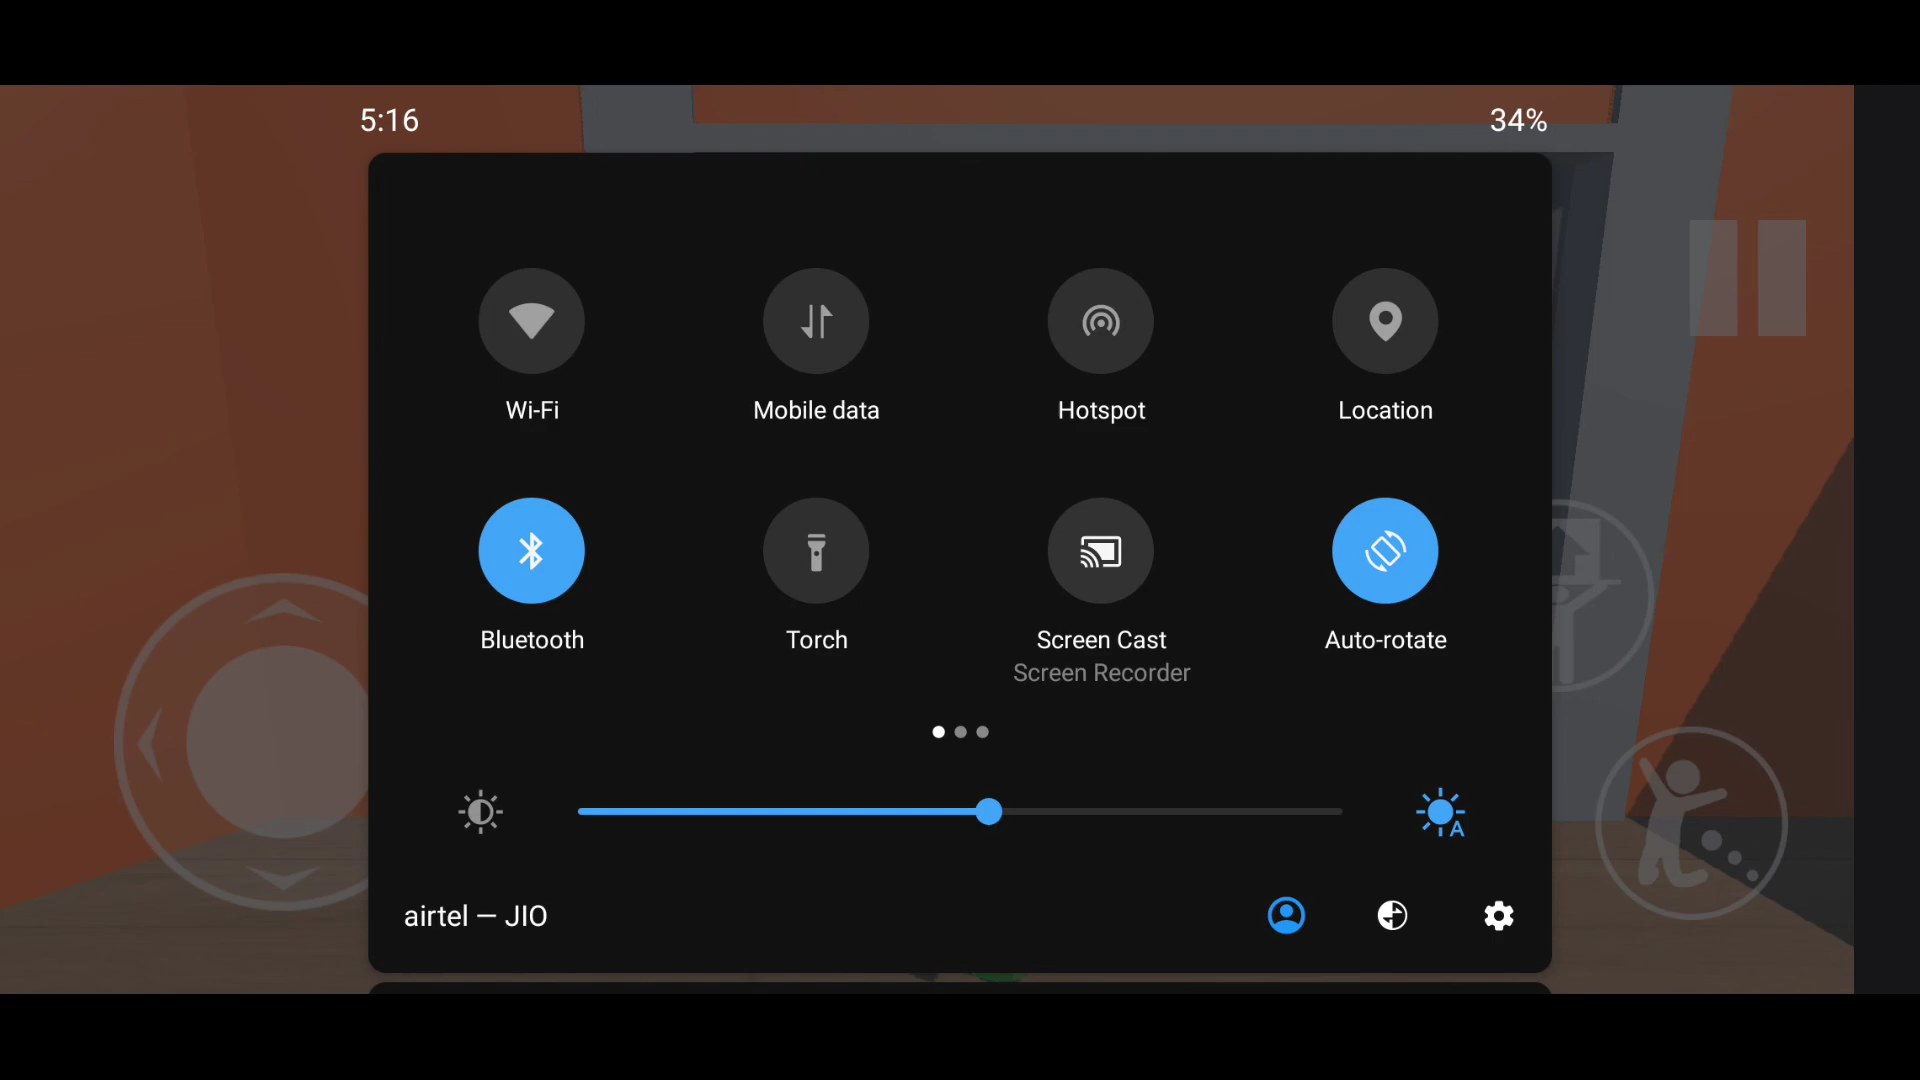 5:16
34%
Wi-Fi
Mobile data
Hotspot
Location
Bluetooth
Torch
Screen Cast
Auto-rotate
Screen Recorder
A
airtel — JIO